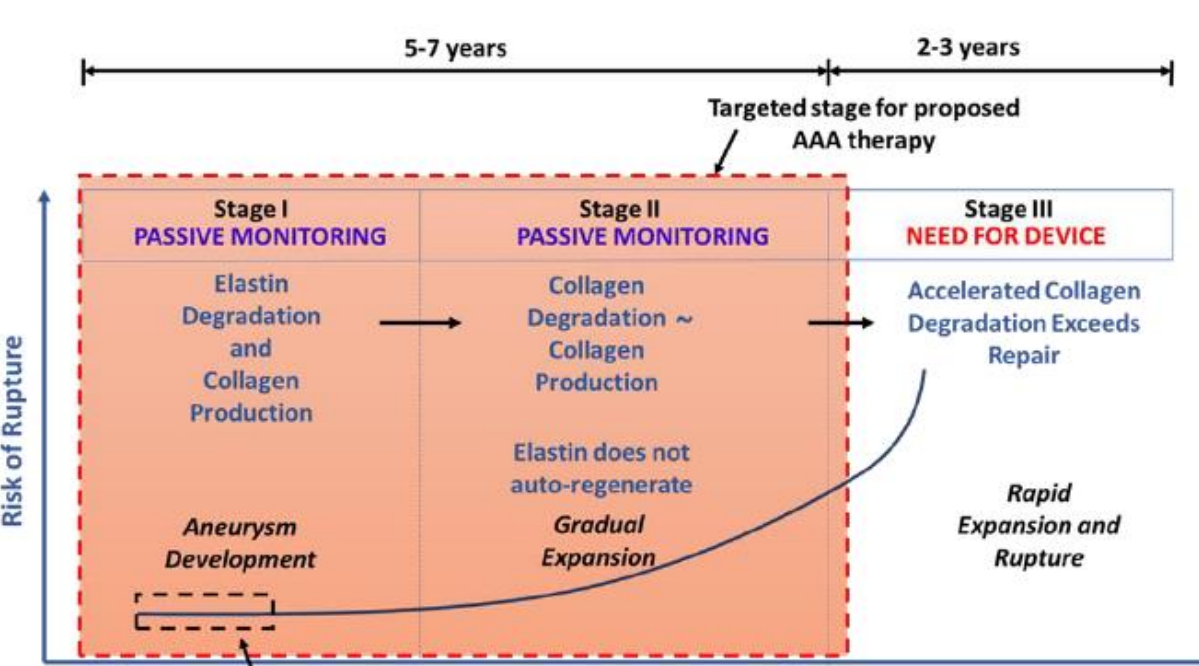 5-7 years
2-3 years
Targeted stage for proposed
AAA therapy
Stage I
PASSIVE MONITORING
Stage II
PASSIVE MONITORING
Stage III
NEED FOR DEVICE
Elastin
Degradation
and
Collagen
Production
Collagen
Degradation ~
Collagen
Production
Accelerated Collagen
Degradation Exceeds
Repair
Elastin does not
auto-regenerate
Aneurysm
Development
Gradual
Expansion
Rapid
Expansion and
Rupture
Risk of Rupture